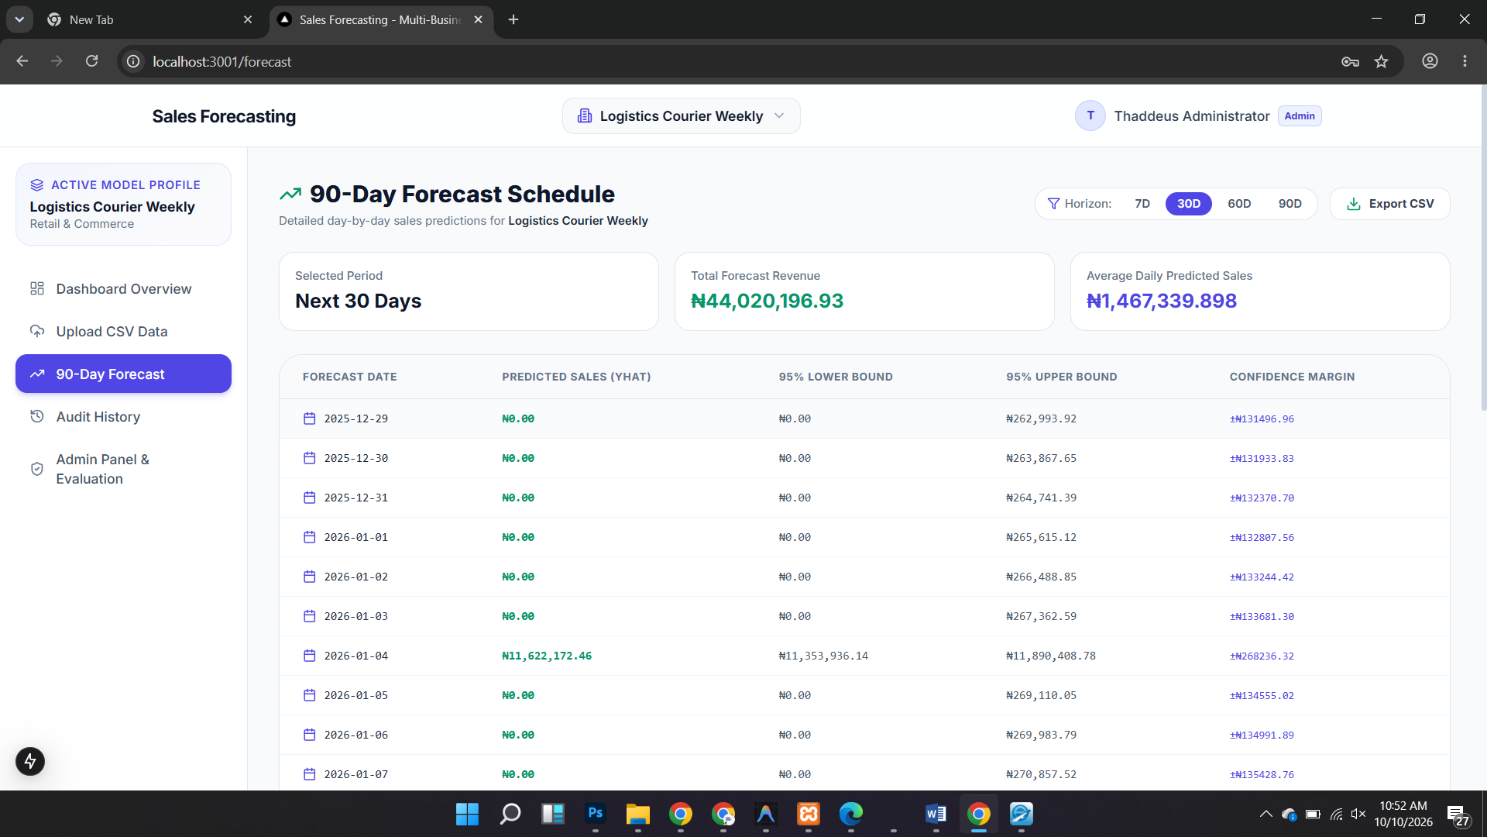 New Tab
Sales Forecasting - Multi-Busin
localhost:3001/forecast
Sales Forecasting
Logistics Courier Weekly
T
Thaddeus Administrator
Admin
ACTIVE MODEL PROFILE
Logistics Courier Weekly
Retail & Commerce
Dashboard Overview
Upload CSV Data
90-Day Forecast
Audit History
Admin Panel &
Evaluation
90-Day Forecast Schedule
Detailed day-by-day sales predictions for Logistics Courier Weekly
Horizon: 7D 30D 60D 90D
Export CSV
Selected Period
Next 30 Days
Total Forecast Revenue
₦44,020,196.93
Average Daily Predicted Sales
₦1,467,339.898
FORECAST DATE PREDICTED SALES (YHAT) 95% LOWER BOUND 95% UPPER BOUND CONFIDENCE MARGIN
2025-12-29 ₦0.00 ₦0.00 ₦262,993.92 ±₦131496.96
2025-12-30 ₦0.00 ₦0.00 ₦263,867.65 ±₦131933.83
2025-12-31 ₦0.00 ₦0.00 ₦264,741.39 ±₦132370.70
2026-01-01 ₦0.00 ₦0.00 ₦265,615.12 ±₦132807.56
2026-01-02 ₦0.00 ₦0.00 ₦266,488.85 ±₦133244.42
2026-01-03 ₦0.00 ₦0.00 ₦267,362.59 ±₦133681.30
2026-01-04 ₦11,622,172.46 ₦11,353,936.14 ₦11,890,408.78 ±₦268236.32
2026-01-05 ₦0.00 ₦0.00 ₦269,110.05 ±₦134555.02
2026-01-06 ₦0.00 ₦0.00 ₦269,983.79 ±₦134991.89
2026-01-07 ₦0.00 ₦0.00 ₦270,857.52 ±₦135428.76
Ps
W
10:52 AM
10/10/2026
27